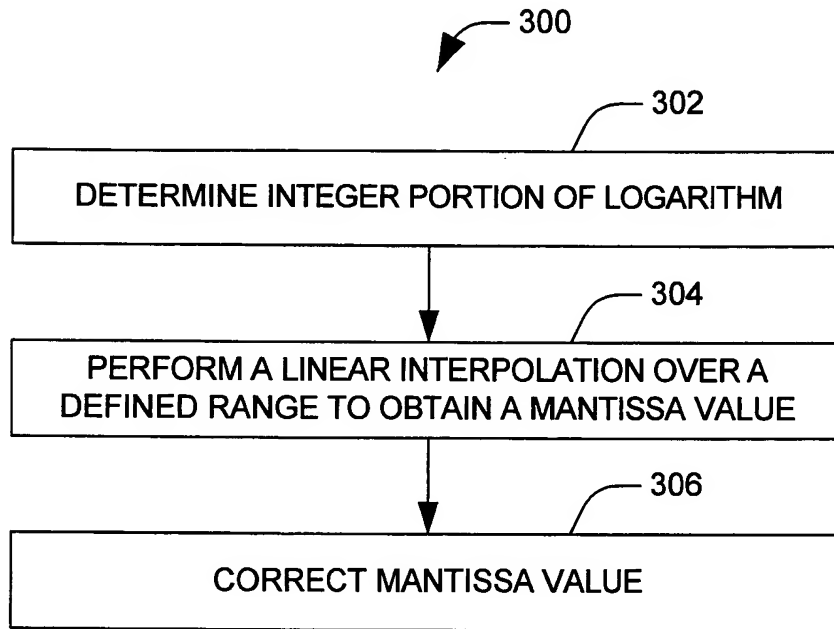 300
302
DETERMINE INTEGER PORTION OF LOGARITHM
304
PERFORM A LINEAR INTERPOLATION OVER A
DEFINED RANGE TO OBTAIN A MANTISSA VALUE
306
CORRECT MANTISSA VALUE